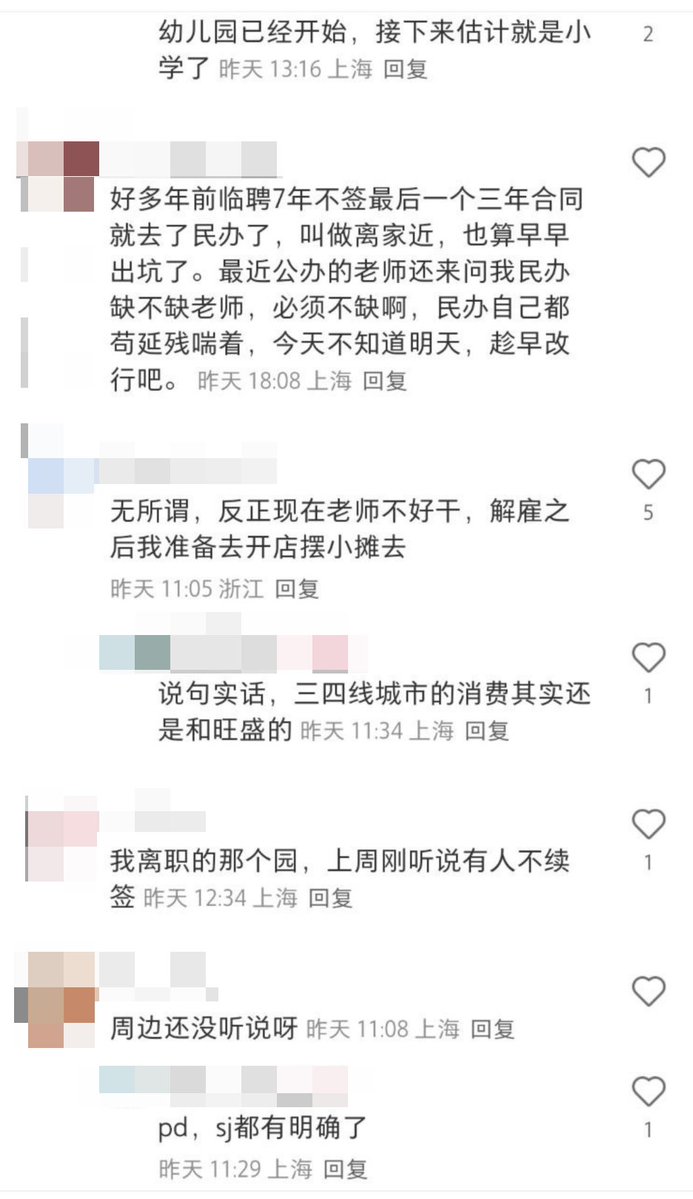 幼儿园已经开始，接下来估计就是小
学了 昨天 13:16 上海 回复
2
好多年前临聘7年不签最后一个三年合同
就去了民办了，叫做离家近，也算早早
出坑了。最近公办的老师还来问我民办
缺不缺老师，必须不缺啊，民办自己都
苟延残喘着，今天不知道明天，趁早改
行吧。 昨天 18:08 上海 回复
无所谓，反正现在老师不好干，解雇之
后我准备去开店摆小摊去
5
昨天 11:05 浙江 回复
说句实话，三四线城市的消费其实还
是和旺盛的 昨天 11:34 上海 回复
1
我离职的那个园，上周刚听说有人不续
签 昨天 12:34 上海 回复
1
周边还没听说呀 昨天 11:08 上海 回复
pd，sj都有明确了
1
昨天 11:29 上海 回复